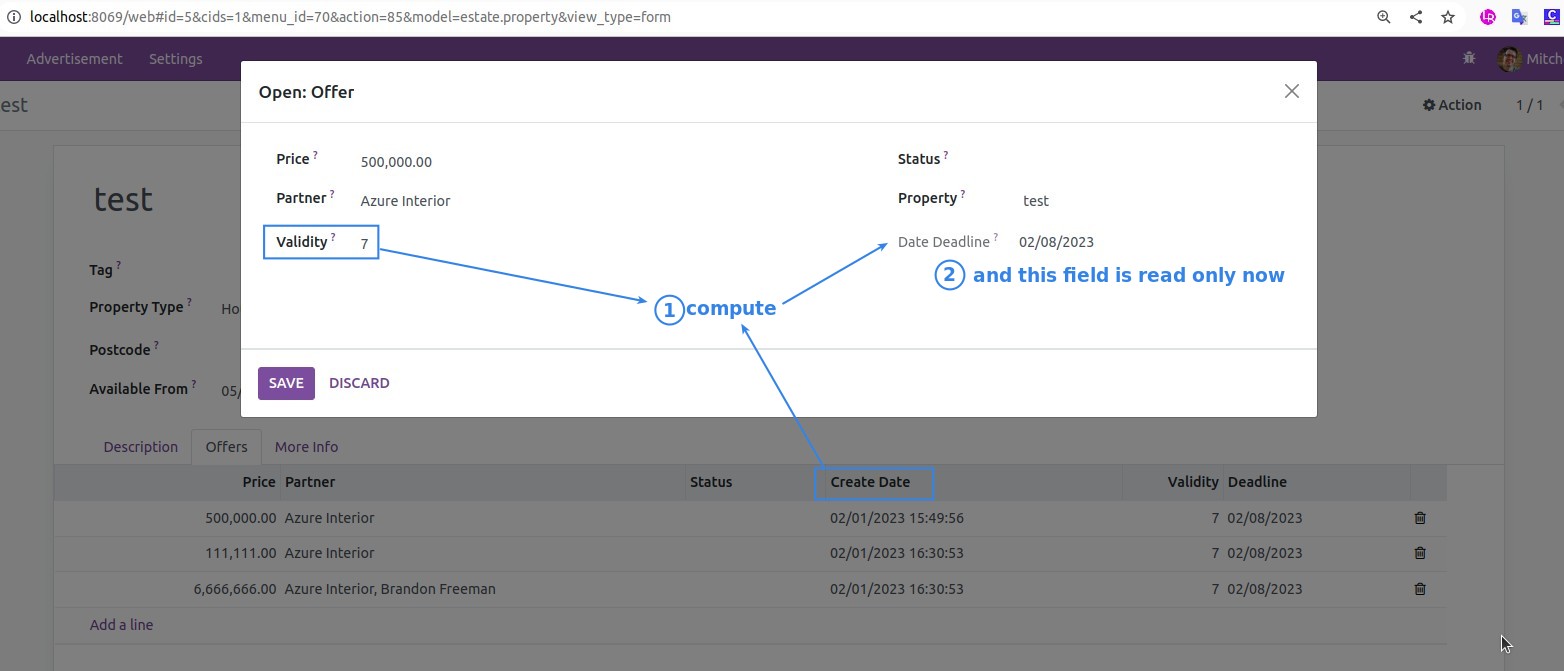 localhost:8069/web#id=5&cids=1&menu_id=70&action=85&model=estate.property&view_type=form
Advertisement Settings Mitch
est Action 1 / 1
Open: Offer
Price ? 500,000.00 Status ?
Partner ? Azure Interior Property ? test
Validity ? 7 Date Deadline ? 02/08/2023
2 and this field is read only now
1 compute
SAVE DISCARD
test
Tag ?
Property Type ? Ho
Postcode ?
Available From ? 05/
Description Offers More Info
Price Partner Status Create Date Validity Deadline
500,000.00 Azure Interior 02/01/2023 15:49:56 7 02/08/2023
111,111.00 Azure Interior 02/01/2023 16:30:53 7 02/08/2023
6,666,666.00 Azure Interior, Brandon Freeman 02/01/2023 16:30:53 7 02/08/2023
Add a line